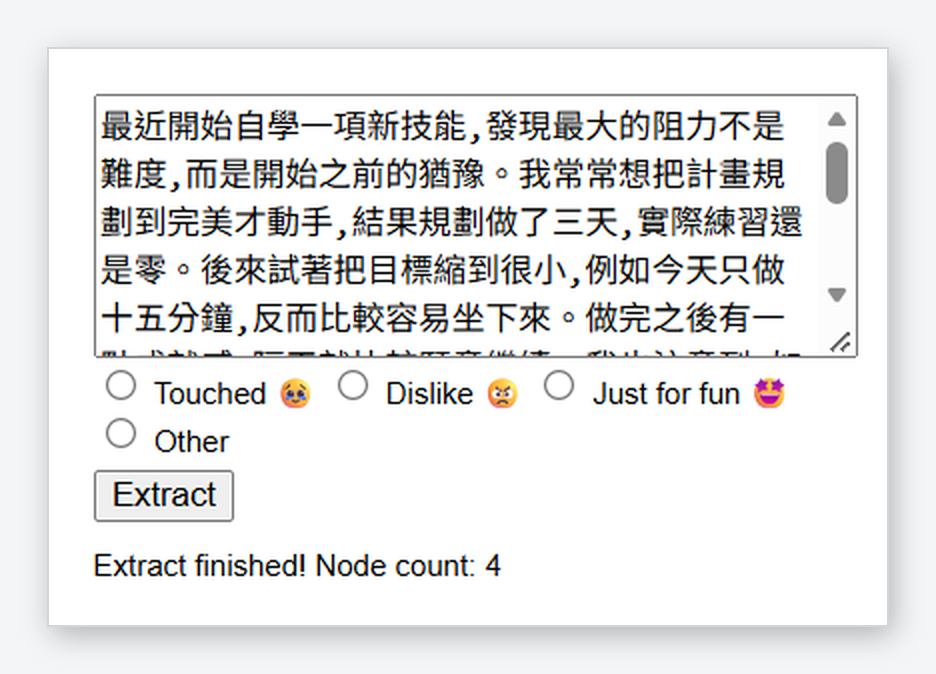 最近開始自學一項新技能,發現最大的阻力不是
難度,而是開始之前的猶豫。我常常想把計畫規
劃到完美才動手,結果規劃做了三天,實際練習還
是零。後來試著把目標縮到很小,例如今天只做
十五分鐘,反而比較容易坐下來。做完之後有一
Touched 🥹 Dislike 😠 Just for fun 🤩
Other
Extract
Extract finished! Node count: 4